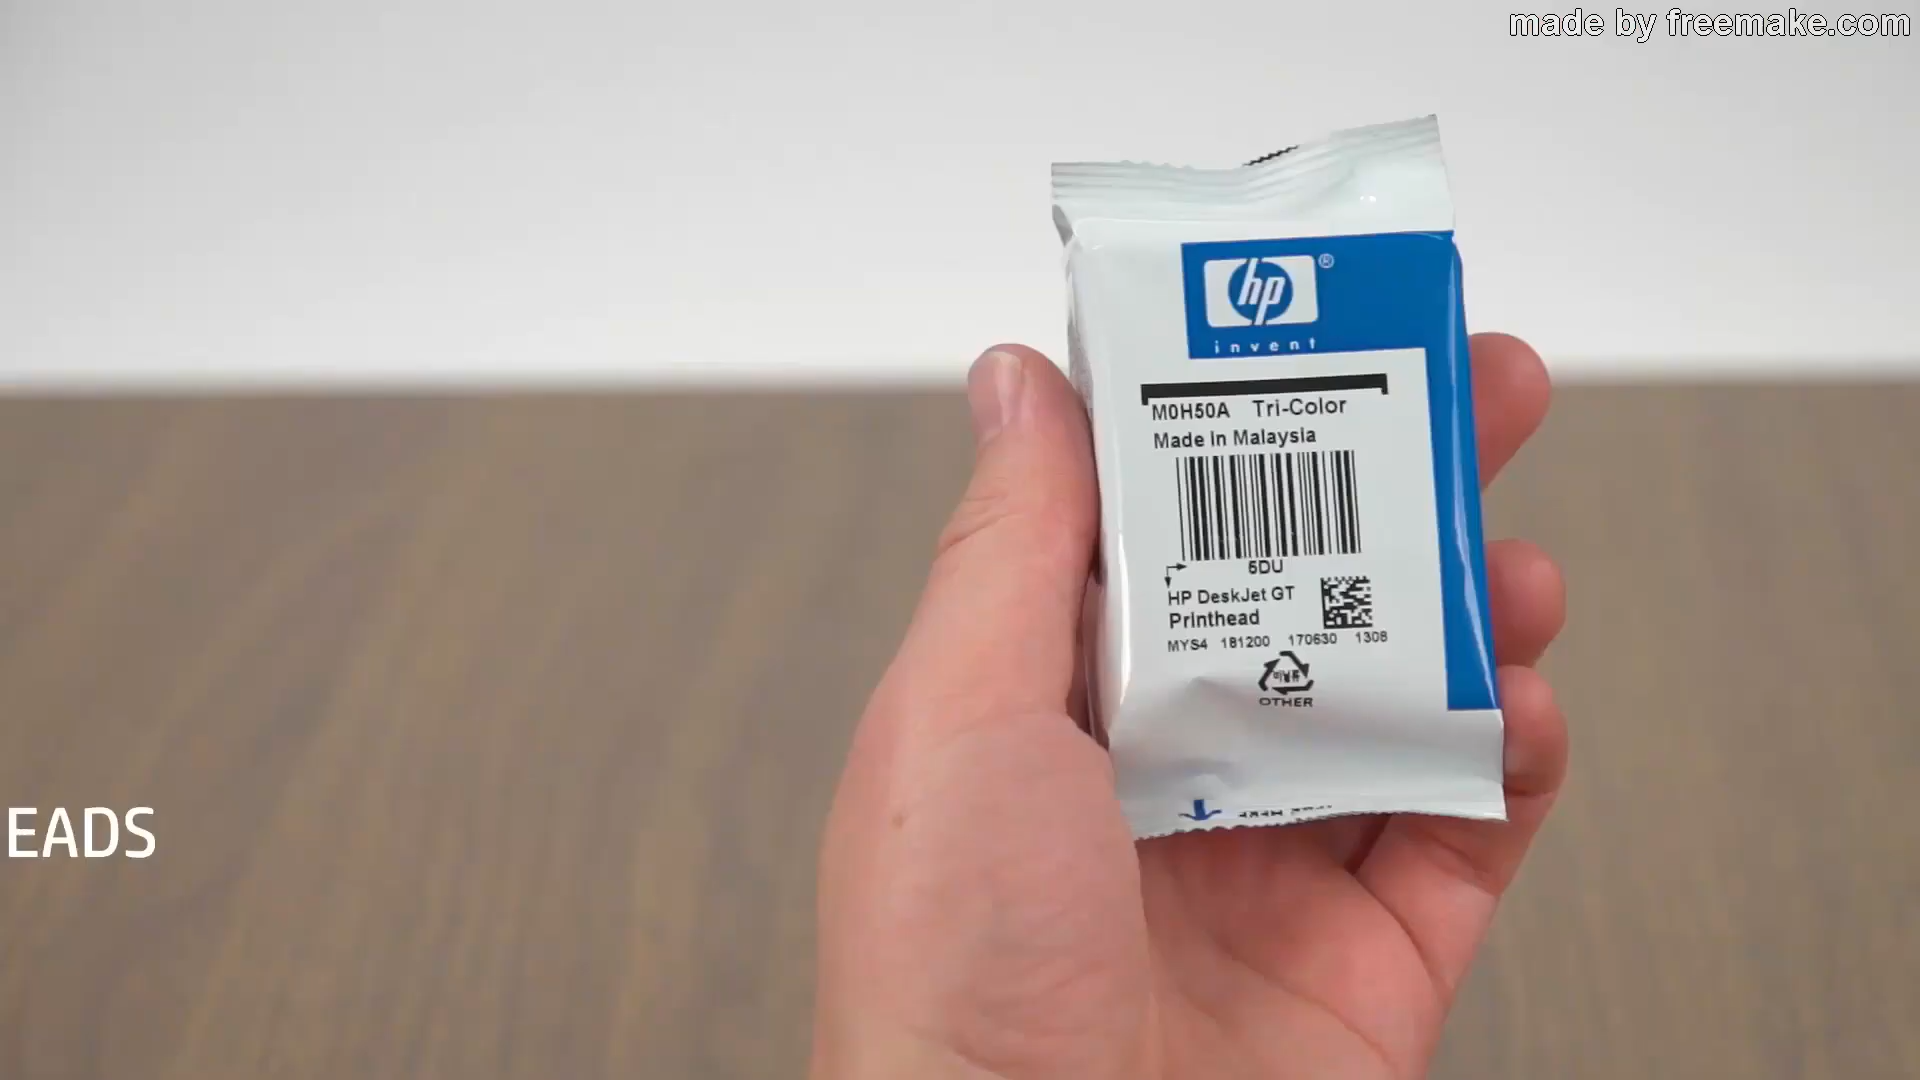 made by freemake.com
hp®
invent
M0H50A Tri-Color
Made in Malaysia
5DU
HP DeskJet GT
Printhead
MYS4 181200 170630 1308
OTHER
EADS